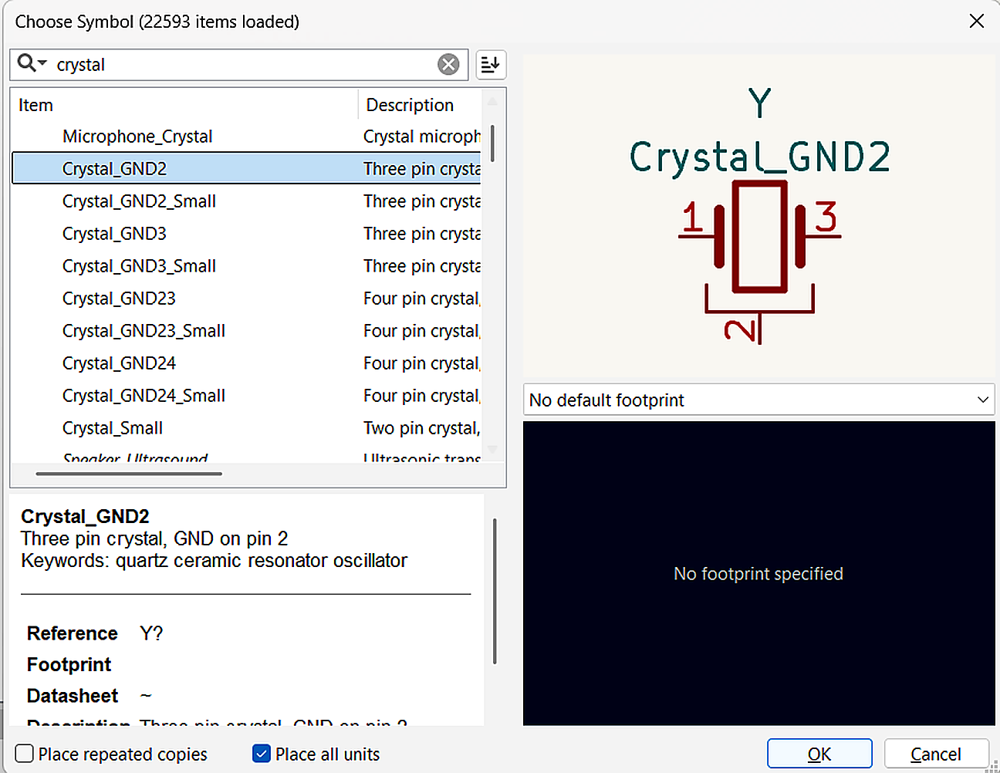 Choose Symbol (22593 items loaded)
crystal
Item Description
Microphone_Crystal Crystal microph
Crystal_GND2 Three pin crysta
Crystal_GND2_Small Three pin crysta
Crystal_GND3 Three pin crysta
Crystal_GND3_Small Three pin crysta
Crystal_GND23 Four pin crystal,
Crystal_GND23_Small Four pin crystal,
Crystal_GND24 Four pin crystal,
Crystal_GND24_Small Four pin crystal,
Crystal_Small Two pin crystal,
Speaker_Ultrasound Ultrasonic trans
Crystal_GND2
Three pin crystal, GND on pin 2
Keywords: quartz ceramic resonator oscillator
Reference Y?
Footprint
Datasheet ~
Description Three pin crystal, GND on pin 2
Place repeated copies
Place all units
Y
Crystal_GND2
1 3
2
No default footprint
No footprint specified
OK
Cancel